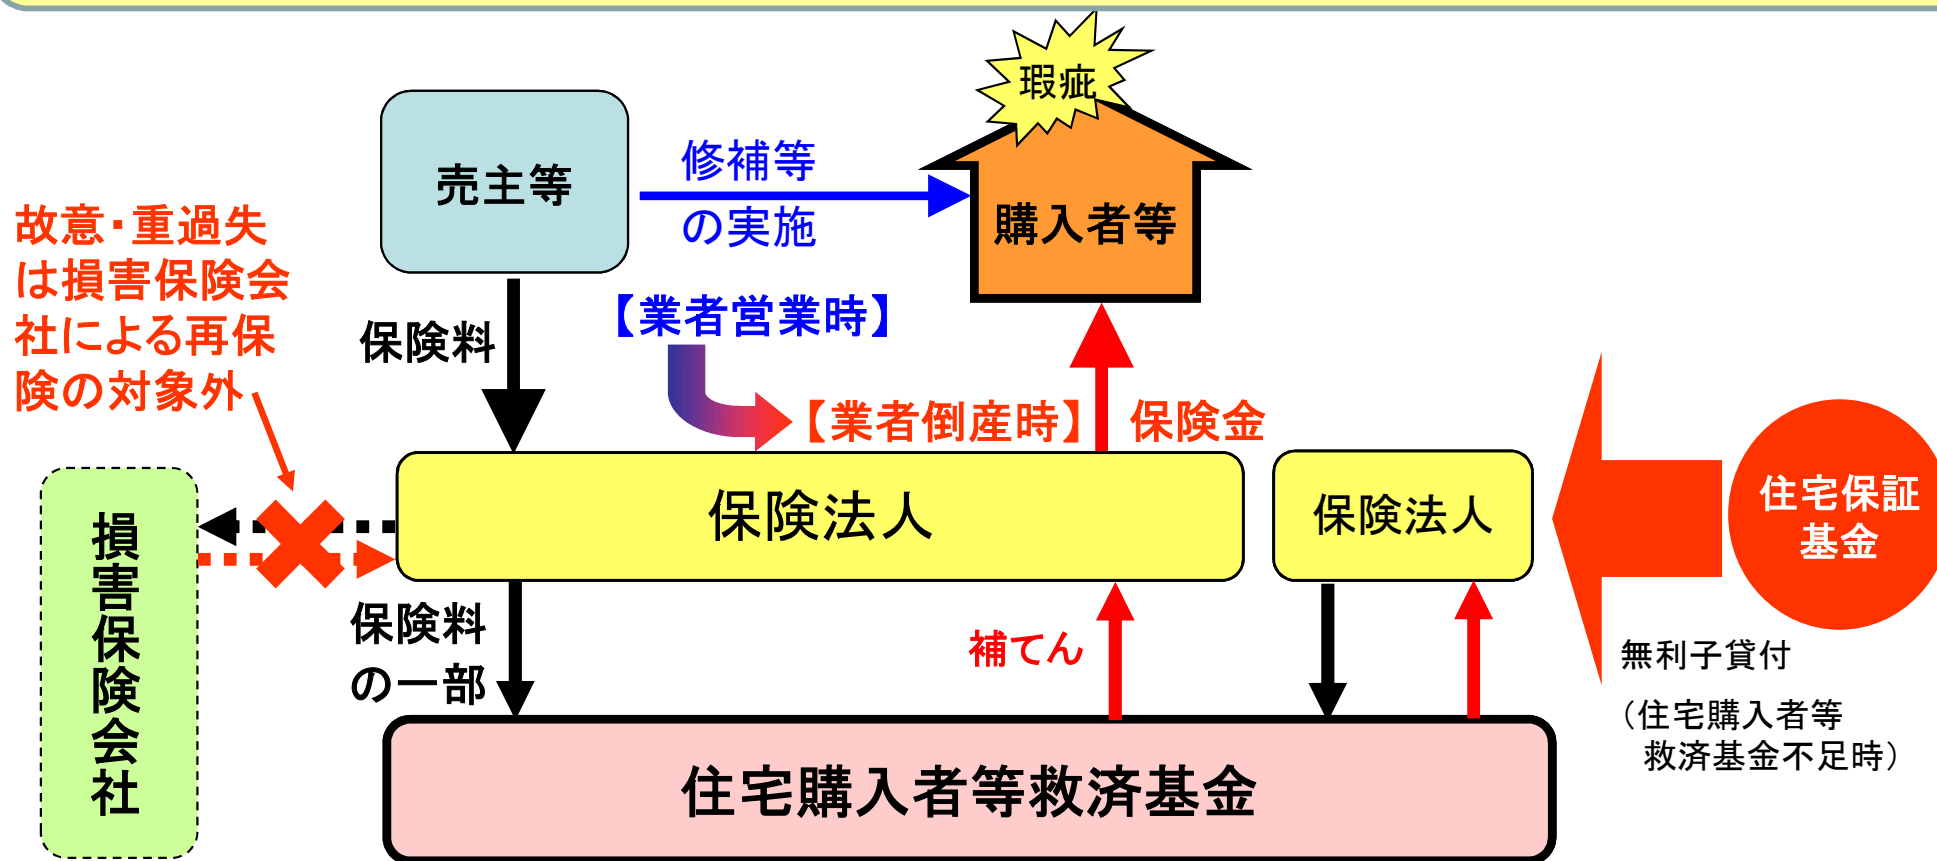 瑕疵
売主等
修補等
の実施
購入者等
故意・重過失
は損害保険会
社による再保
険の対象外
保険料
【業者営業時】
【業者倒産時】
保険金
損害保険会社
保険法人
保険法人
住宅保証
基金
保険料
の一部
補てん
無利子貸付
（住宅購入者等
救済基金不足時）
住宅購入者等救済基金